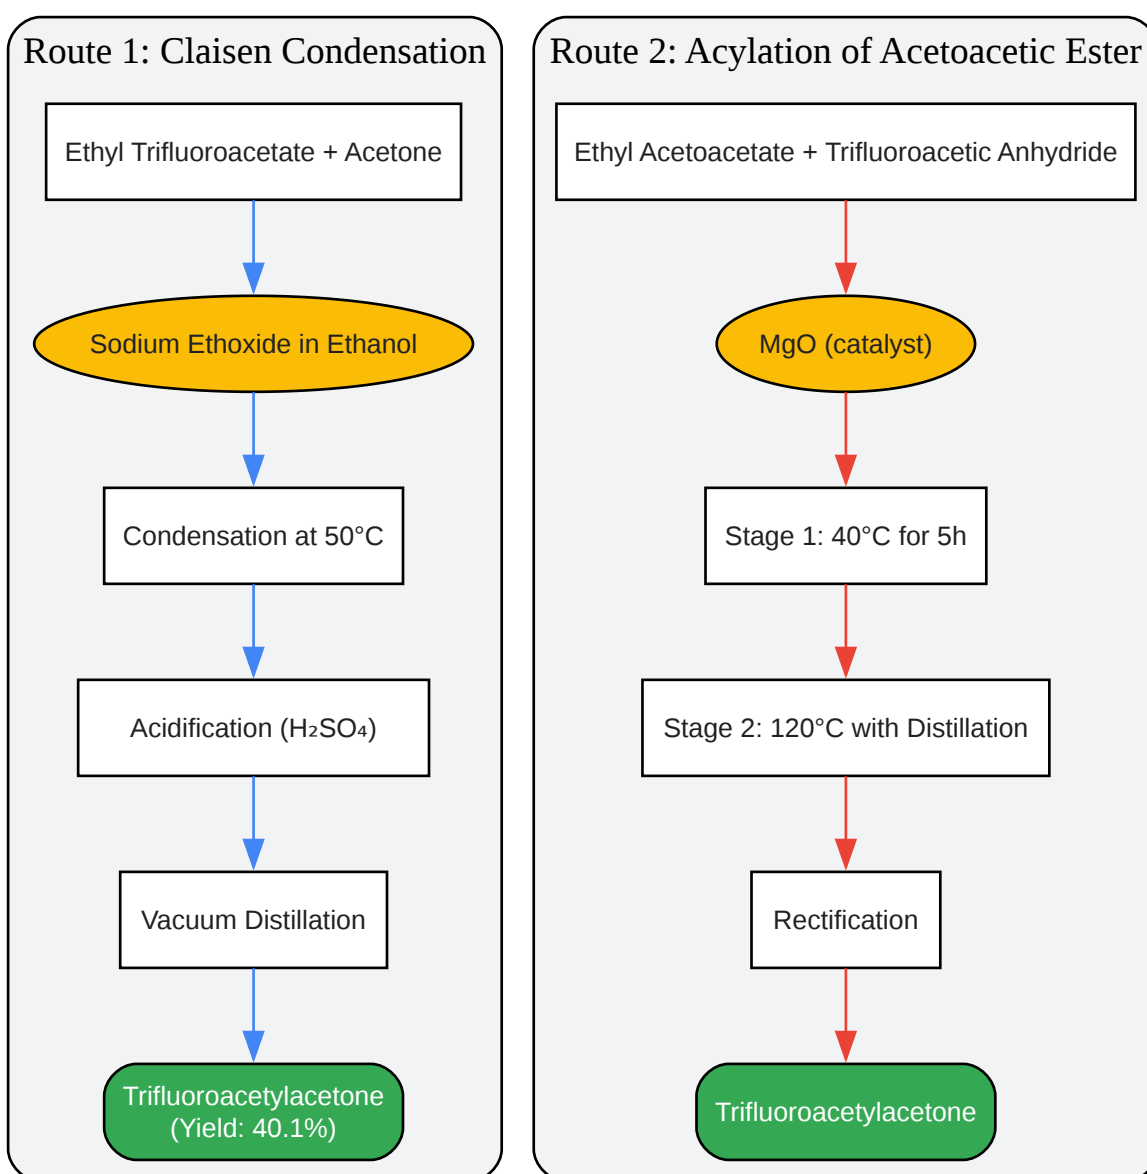 Route 1: Claisen Condensation
Ethyl Trifluoroacetate + Acetone
Sodium Ethoxide in Ethanol
Condensation at 50°C
Acidification (H₂SO₄)
Vacuum Distillation
Trifluoroacetylacetone
(Yield: 40.1%)
Route 2: Acylation of Acetoacetic Ester
Ethyl Acetoacetate + Trifluoroacetic Anhydride
MgO (catalyst)
Stage 1: 40°C for 5h
Stage 2: 120°C with Distillation
Rectification
Trifluoroacetylacetone